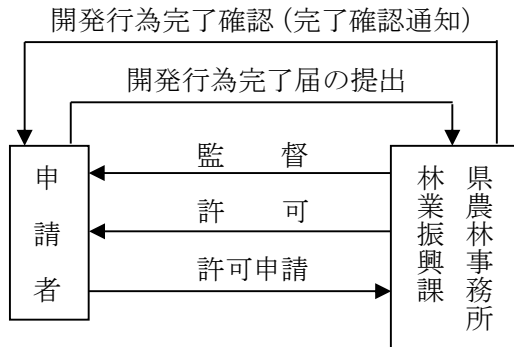 開発行為完了確認（完了確認通知）
開発行為完了届の提出
監　督
許　可
許可申請
申請者
県農林事務所
林業振興課